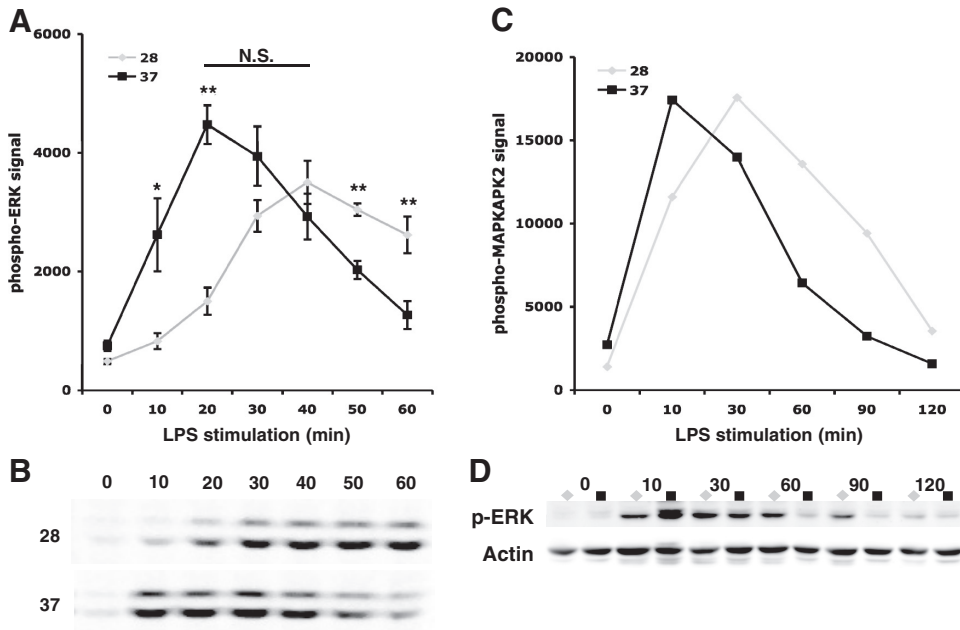 A
6000
4000
2000
0
phospho-ERK signal
28
37
N.S.
*
**
**
**
0 10 20 30 40 50 60
LPS stimulation (min)
C
20000
15000
10000
5000
0
phospho-MAPKAPK2 signal
28
37
0 10 30 60 90 120
LPS stimulation (min)
B
0 10 20 30 40 50 60
28
37
D
0 10 30 60 90 120
p-ERK
Actin